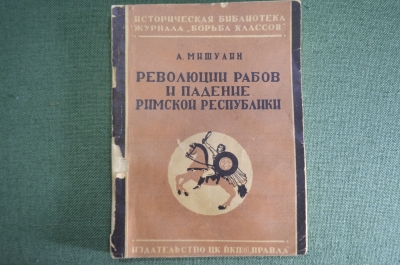 ИСТОРИЧЕСКАЯ БИБЛИОТЕКА
ЖУРНАЛА „БОРЬБА КЛАССОВ"
А. МИШУЛИН
РЕВОЛЮЦИИ РАБОВ
И ПАДЕНИЕ
РИМСКОЙ РЕСПУБЛИКИ
ИЗДАТЕЛЬСТВО ЦК ВКП(б) „ПРАВДА"